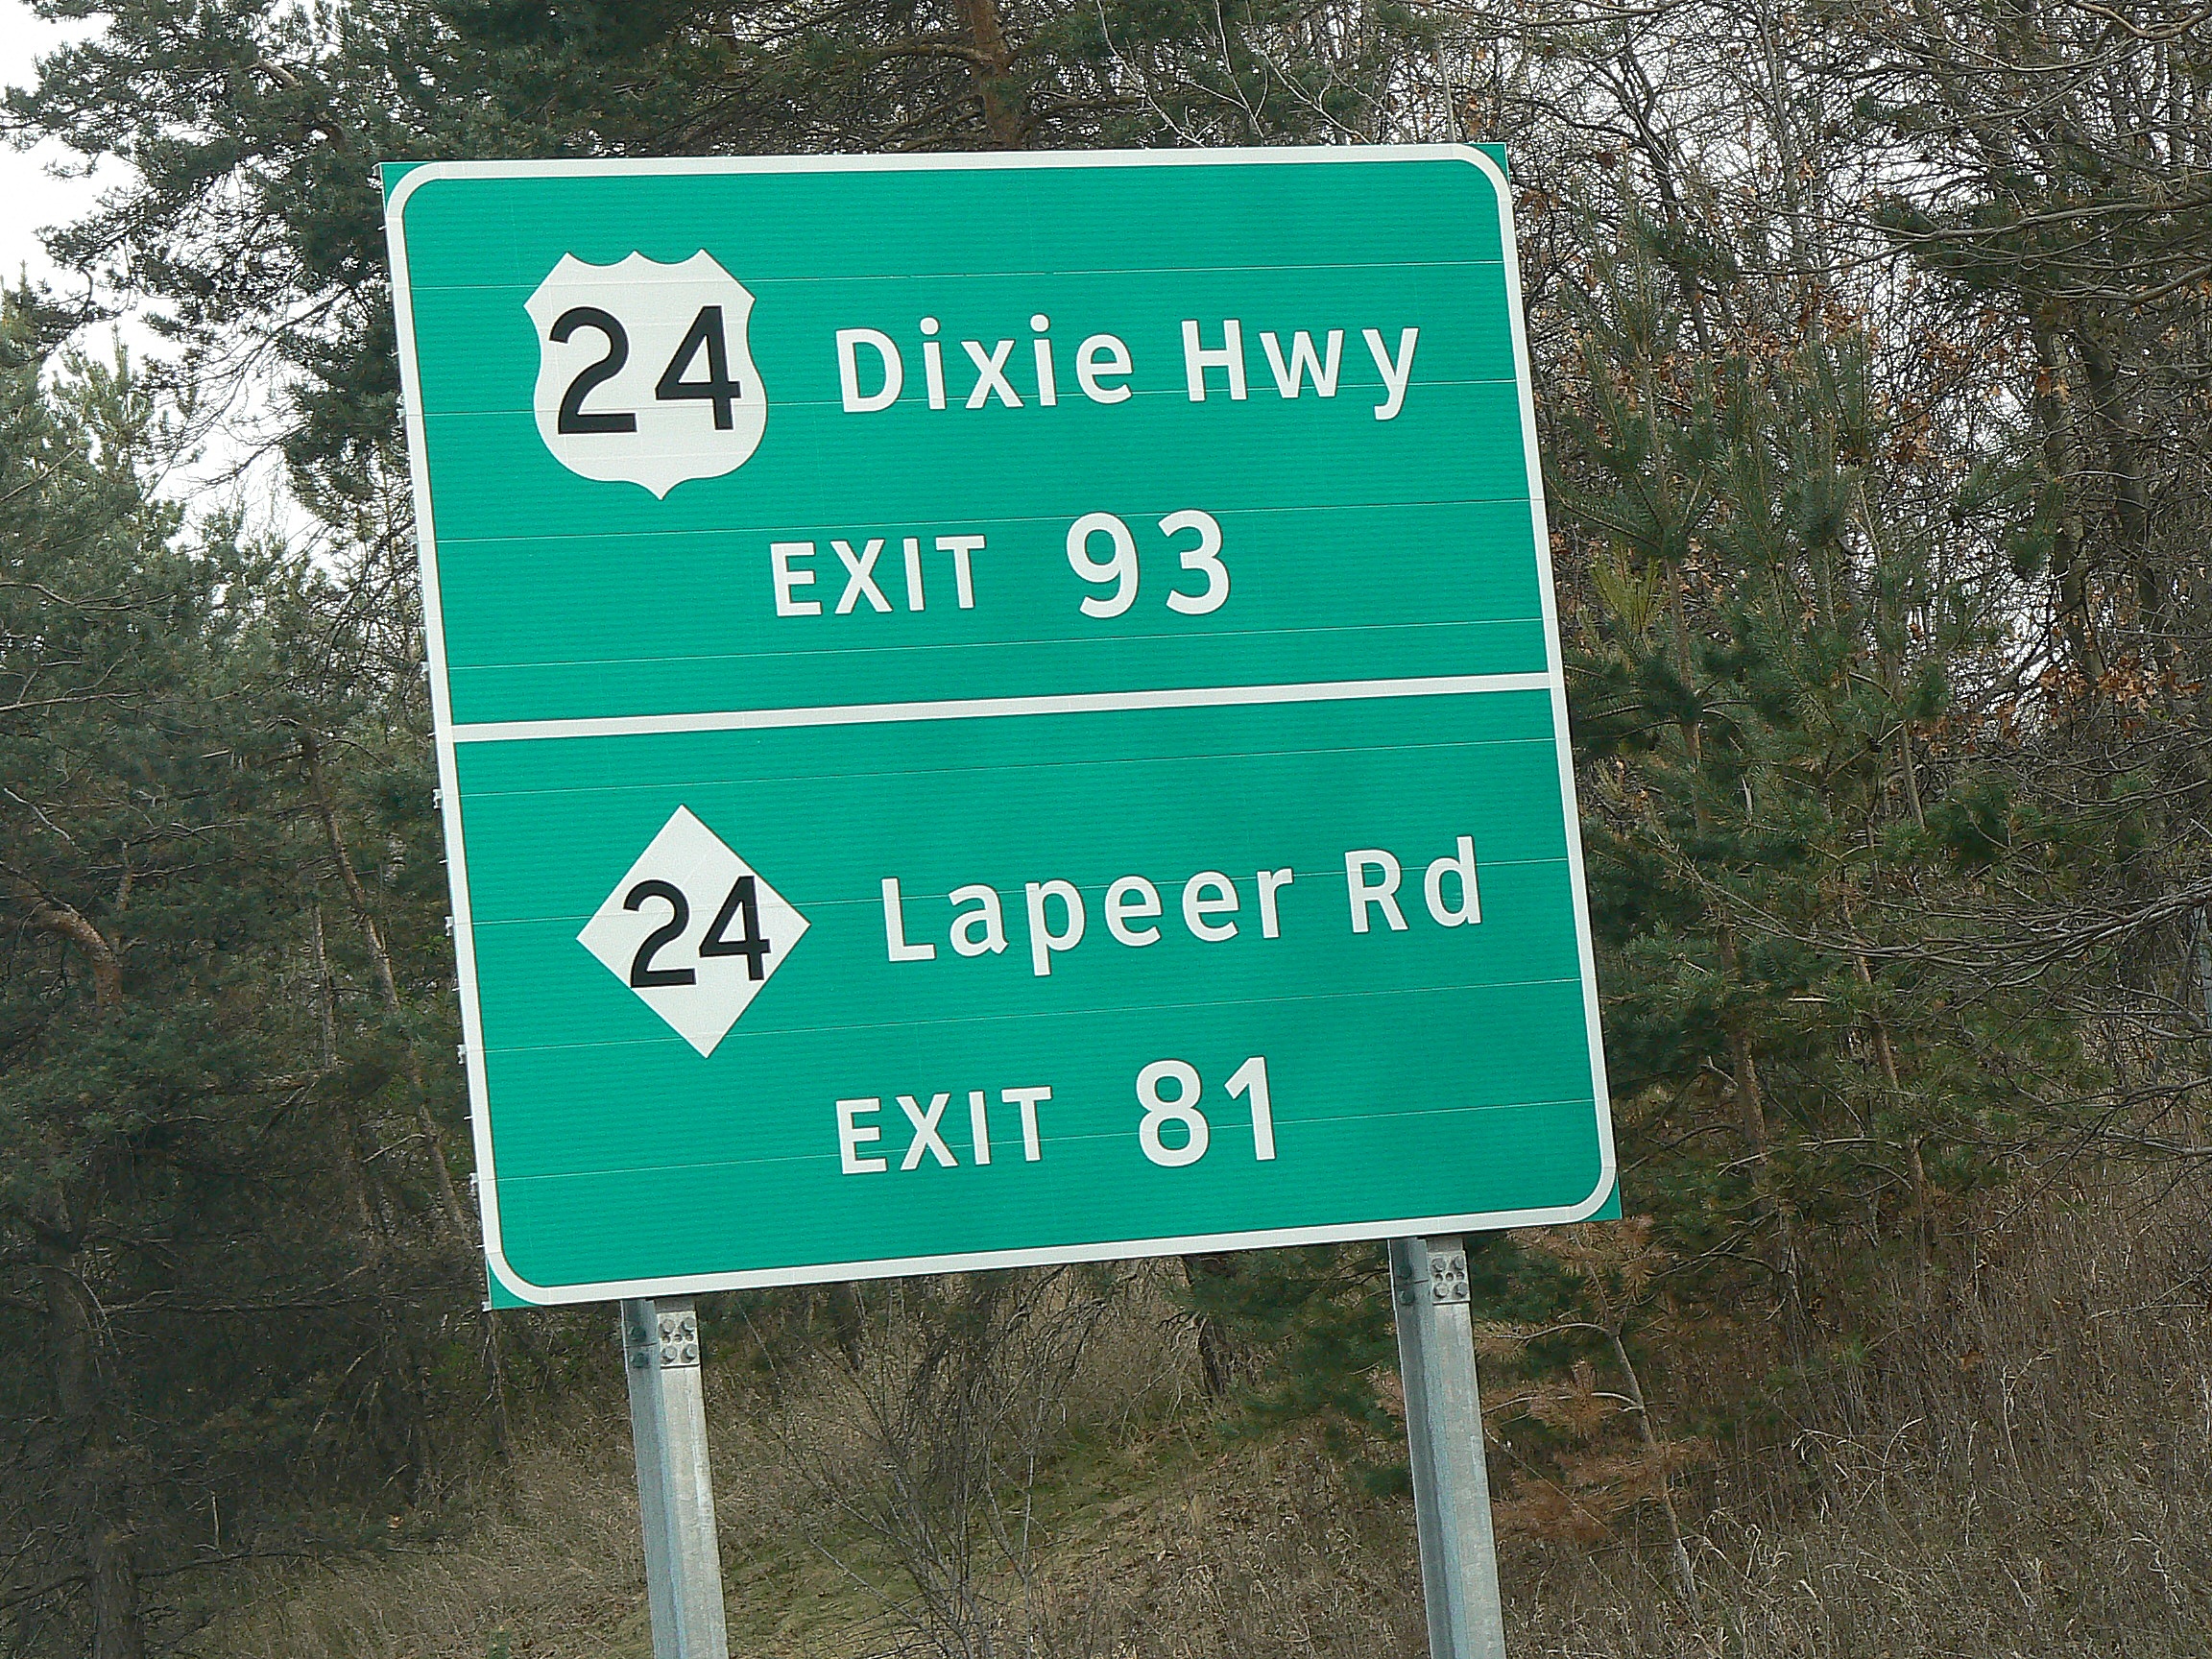 24 Dixie Hwy
EXIT 93
24 Lapeer Rd
EXIT 81